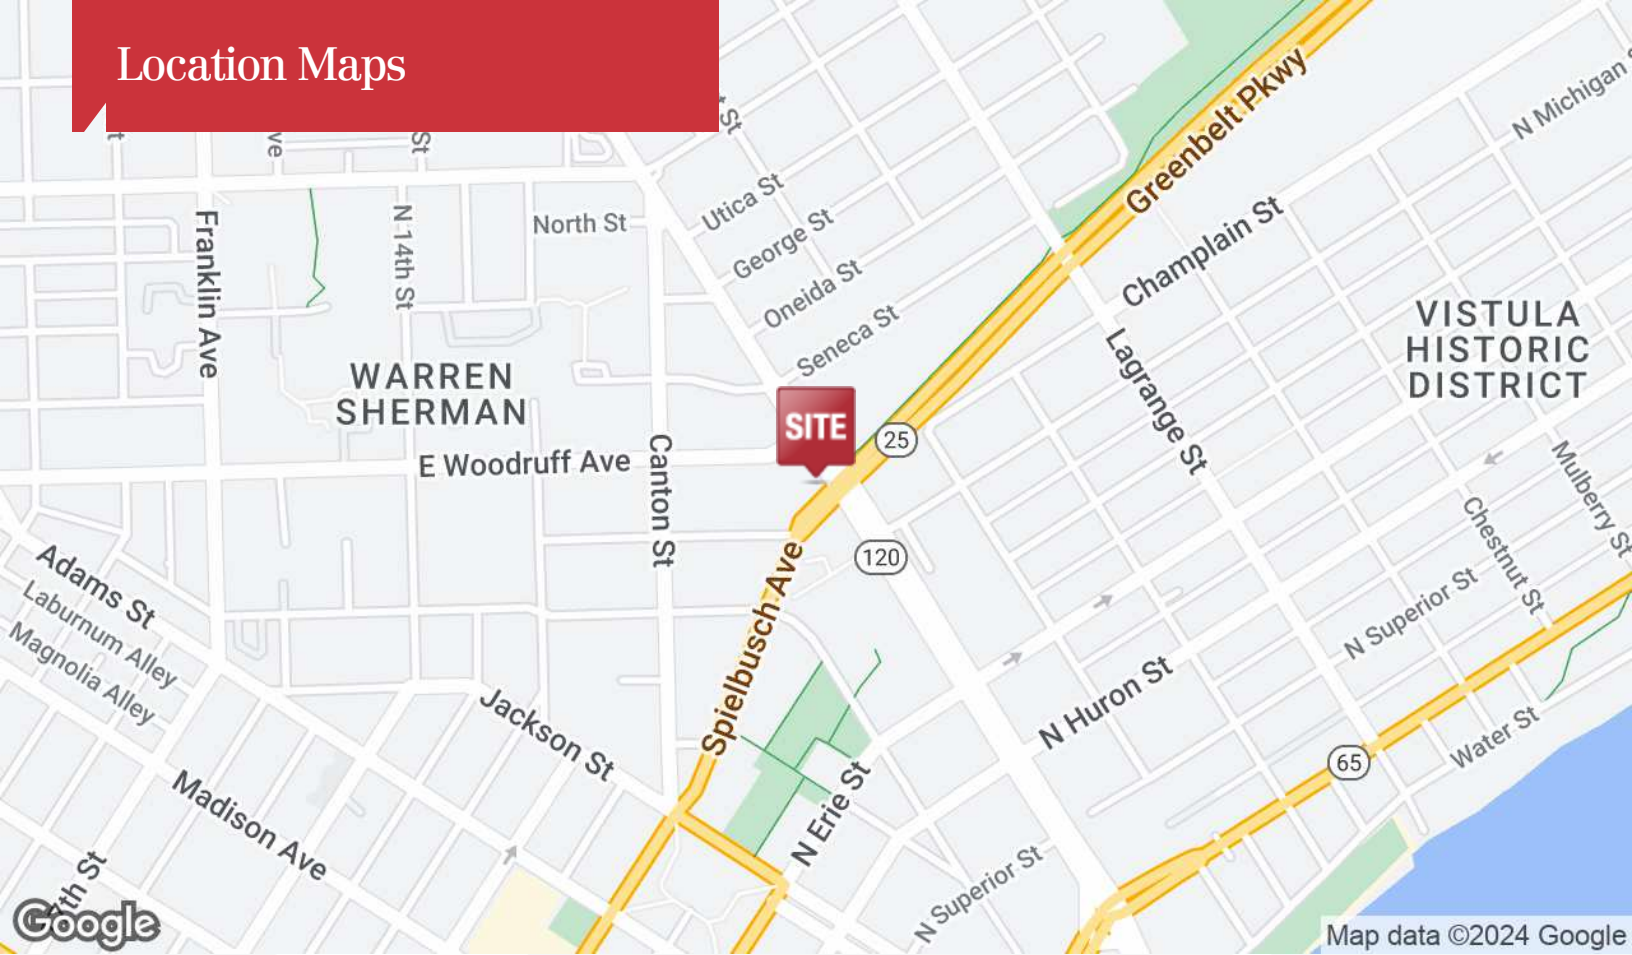 Location Maps
St
Utica St
North St
George St
Oneida St
Seneca St
Franklin Ave
N 14th St
Greenbelt Pkwy
Champlain St
N Michigan
VISTULA
HISTORIC
DISTRICT
WARREN
SHERMAN
Lagrange St
SITE
25
E Woodruff Ave
Canton St
Mulberry St
Chestnut St
120
Adams St
Laburnum Alley
Magnolia Alley
Spielbusch Ave
N Superior St
N Huron St
Jackson St
Water St
65
Madison Ave
N Erie St
N Superior St
Google
Map data ©2024 Google